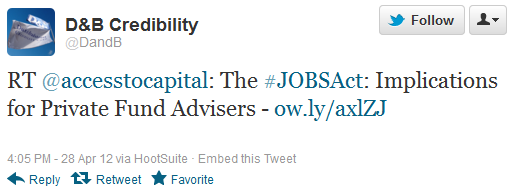 D&B Credibility
@DandB
Follow
RT @accesstocapital: The #JOBSAct: Implications
for Private Fund Advisers - ow.ly/axlZJ
4:05 PM - 28 Apr 12 via HootSuite · Embed this Tweet
Reply Retweet Favorite